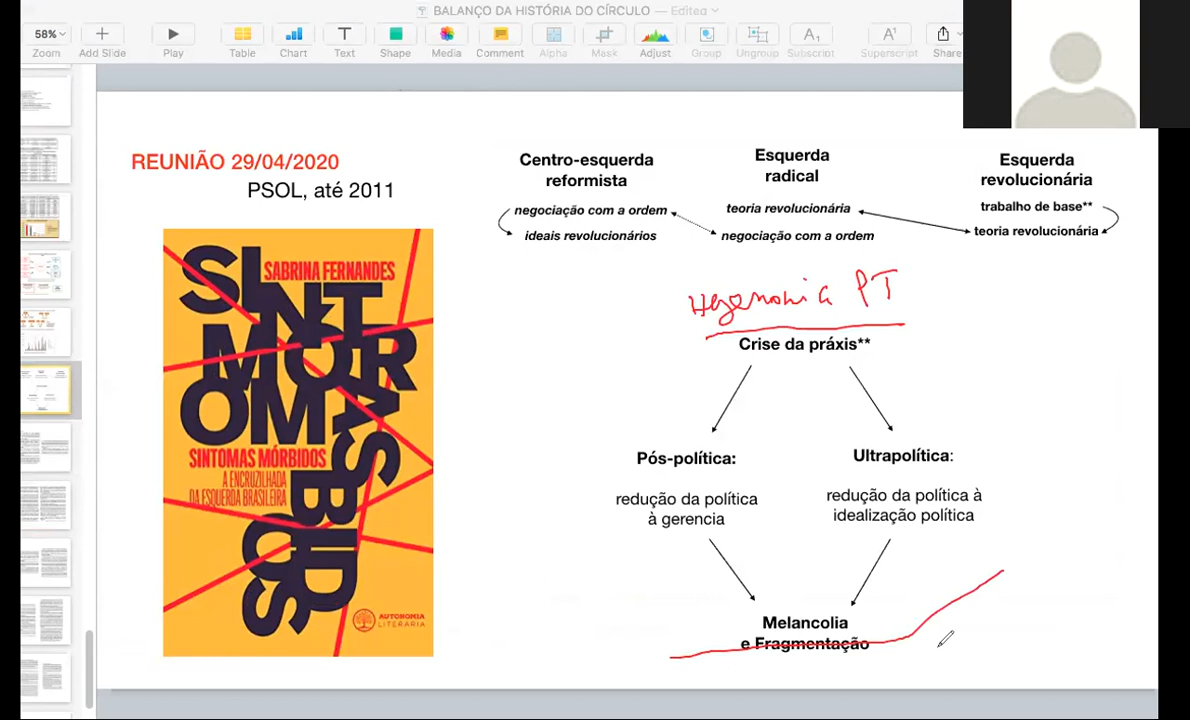 BALANÇO DA HISTÓRIA DO CÍRCULO — Edited
58%
Zoom
Add Slide
Play
Table
Chart
Text
Shape
Media
Comment
Alpha
Mask
Adjust
Group
Ungroup
Subscript
Superscript
Share
REUNIÃO 29/04/2020
PSOL, até 2011
SINTOMAS MÓRBIDOS
SABRINA FERNANDES
SINTOMAS MÓRBIDOS
A ENCRUZILHADA
DA ESQUERDA BRASILEIRA
AUTONOMIA
LITERÁRIA
Centro-esquerda
reformista
negociação com a ordem
ideais revolucionários
Esquerda
radical
teoria revolucionária
negociação com a ordem
Esquerda
revolucionária
trabalho de base**
teoria revolucionária
Hegemonia PT
Crise da práxis**
Pós-política:
redução da política
à gerencia
Ultrapolítica:
redução da política à
idealização política
Melancolia
e Fragmentação